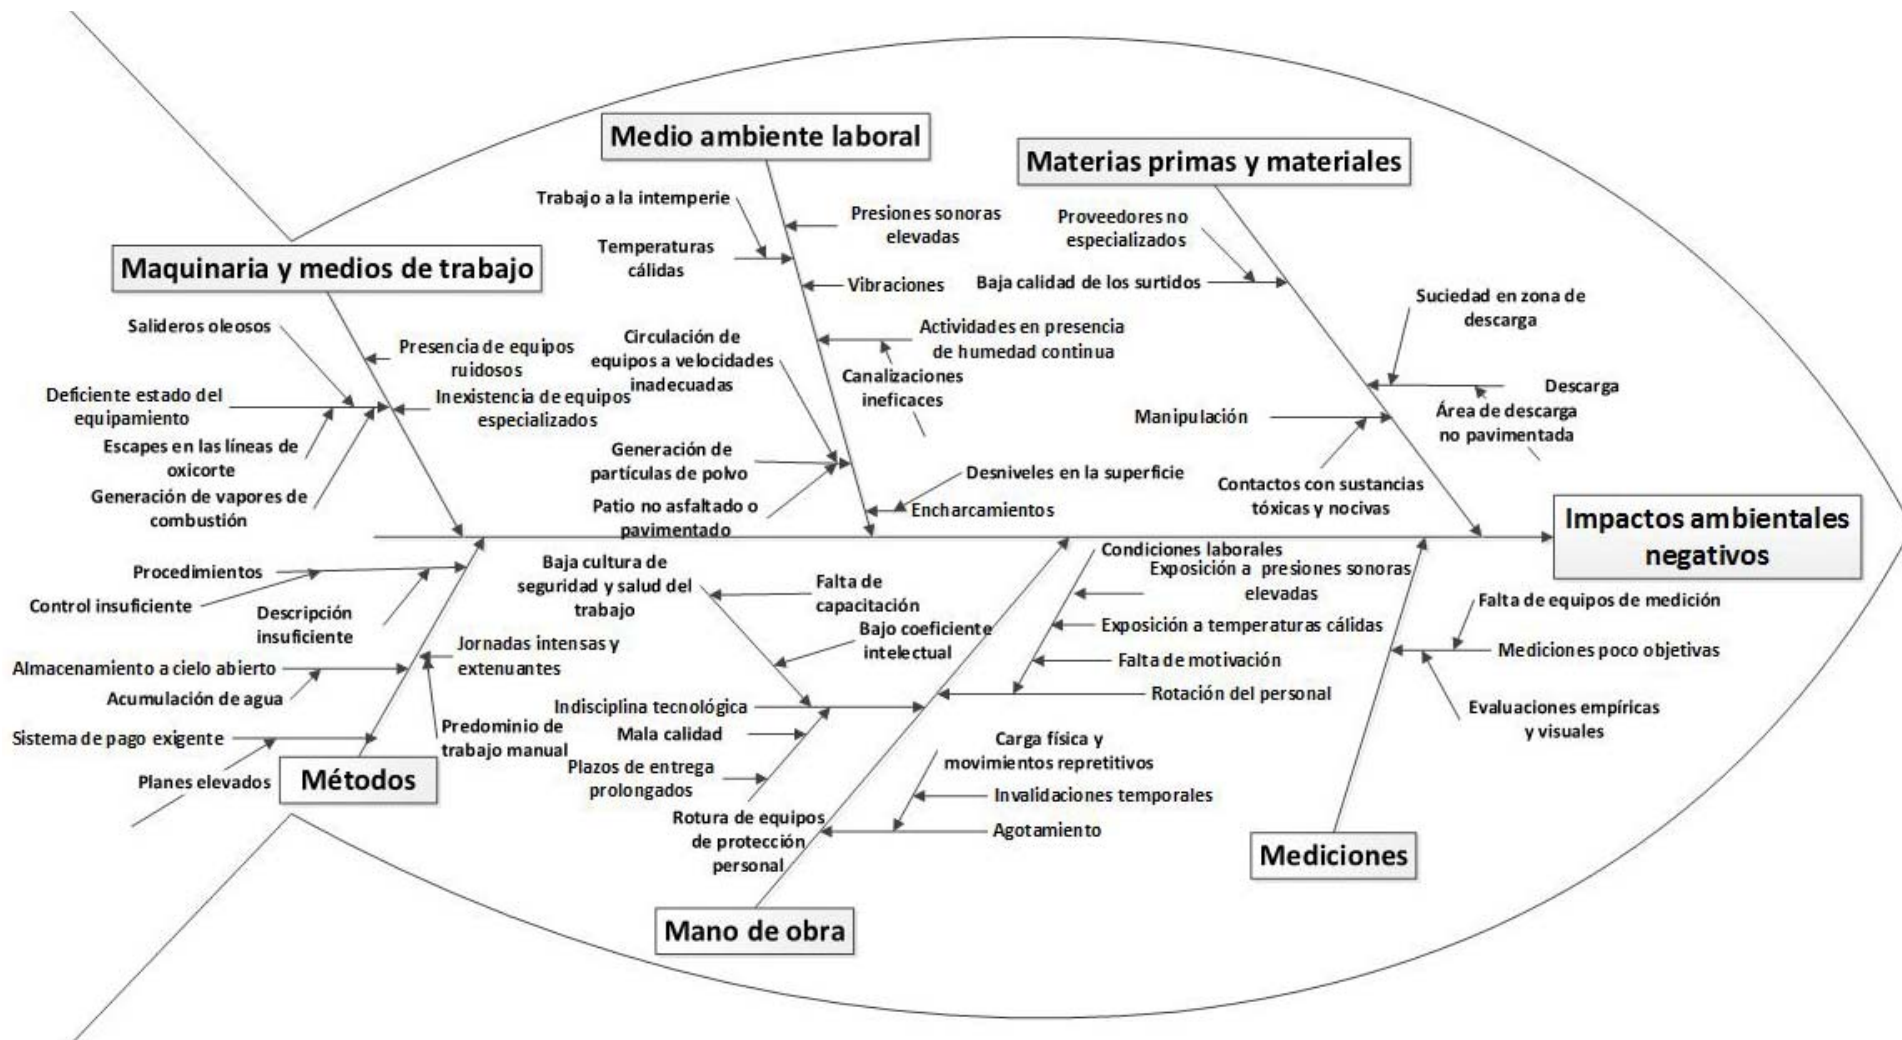 Medio ambiente laboral
Materias primas y materiales
Maquinaria y medios de trabajo
Trabajo a la intemperie
Temperaturas
cálidas
Presiones sonoras
elevadas
Vibraciones
Circulación de
equipos a velocidades
inadecuadas
Actividades en presencia
de humedad continua
Canalizaciones
ineficaces
Generación de
partículas de polvo
Patio no asfaltado o
pavimentado
Desniveles en la superficie
Encharcamientos
Proveedores no
especializados
Baja calidad de los surtidos
Suciedad en zona de
descarga
Descarga
Área de descarga
no pavimentada
Manipulación
Contactos con sustancias
tóxicas y nocivas
Salideros oleosos
Presencia de equipos
ruidosos
Deficiente estado del
equipamiento
Inexistencia de equipos
especializados
Escapes en las líneas de
oxicorte
Generación de vapores de
combustión
Impactos ambientales
negativos
Procedimientos
Control insuficiente
Descripción
insuficiente
Jornadas intensas y
extenuantes
Almacenamiento a cielo abierto
Acumulación de agua
Predominio de
trabajo manual
Sistema de pago exigente
Planes elevados
Métodos
Baja cultura de
seguridad y salud del
trabajo
Falta de
capacitación
Bajo coeficiente
intelectual
Indisciplina tecnológica
Mala calidad
Plazos de entrega
prolongados
Rotura de equipos
de protección
personal
Condiciones laborales
Exposición a presiones sonoras
elevadas
Exposición a temperaturas cálidas
Falta de motivación
Rotación del personal
Carga física y
movimientos repretitivos
Invalidaciones temporales
Agotamiento
Mano de obra
Falta de equipos de medición
Mediciones poco objetivas
Evaluaciones empíricas
y visuales
Mediciones